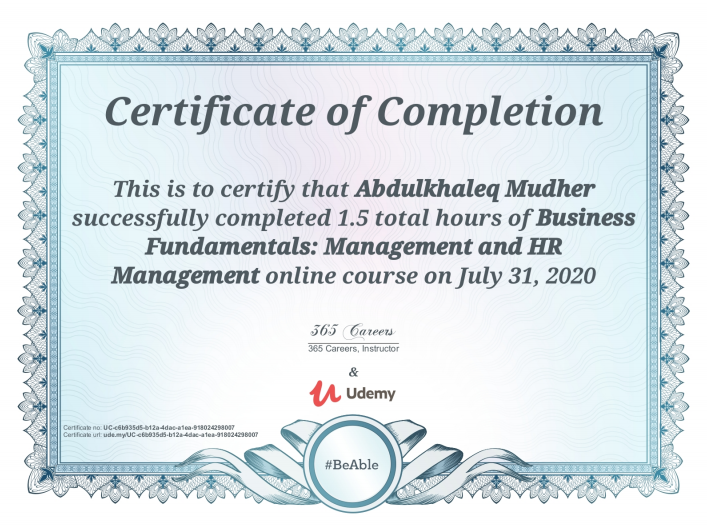 Certificate of Completion
This is to certify that Abdulkhaleq Mudher
successfully completed 1.5 total hours of Business
Fundamentals: Management and HR
Management online course on July 31, 2020
365 Careers
365 Careers, Instructor
&
Udemy
Certificate no: UC-c6b935d5-b12a-4dac-a1ea-918024298007
Certificate url: ude.my/UC-c6b935d5-b12a-4dac-a1ea-918024298007
#BeAble